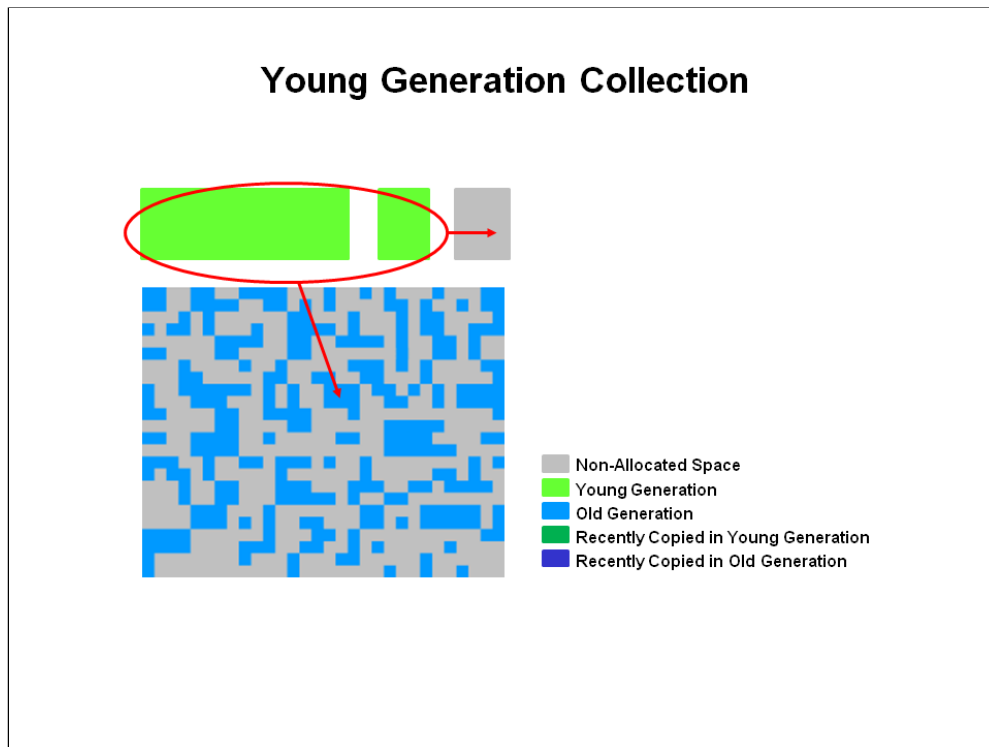 Young Generation Collection
Non-Allocated Space
Young Generation
Old Generation
Recently Copied in Young Generation
Recently Copied in Old Generation